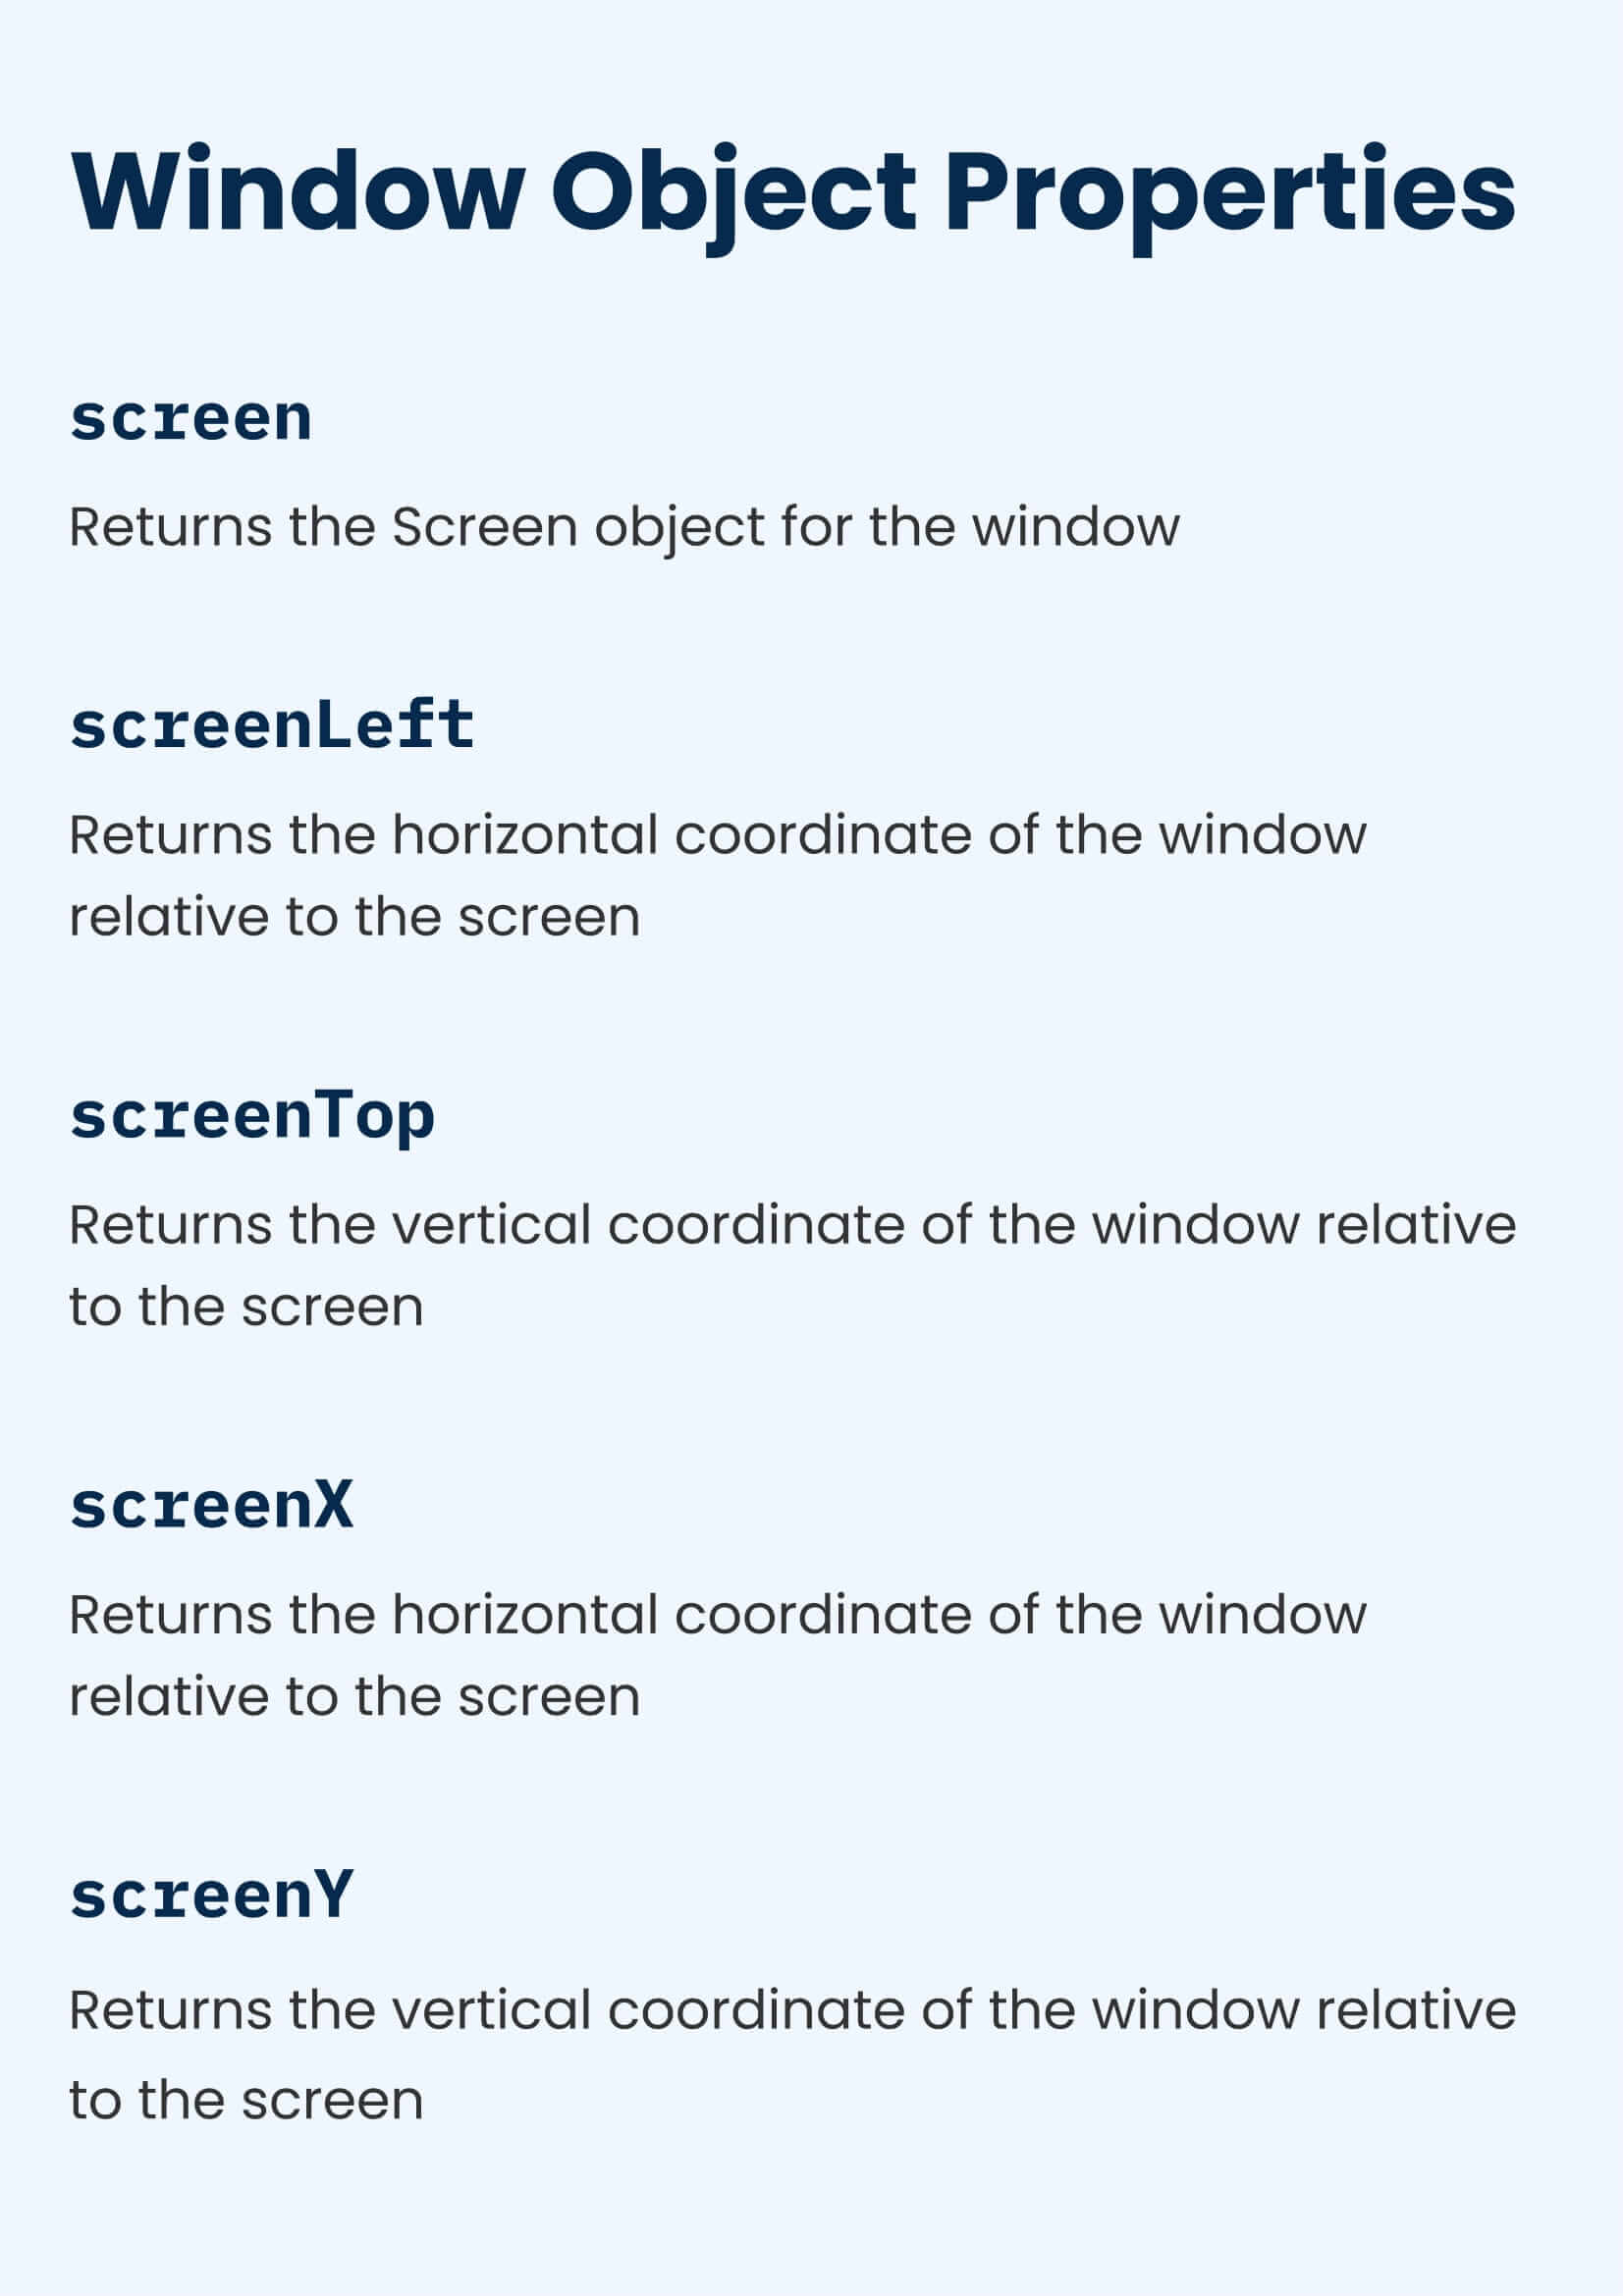 Window Object Properties
screen
Returns the Screen object for the window
screenLeft
Returns the horizontal coordinate of the window
relative to the screen
screenTop
Returns the vertical coordinate of the window relative
to the screen
screenX
Returns the horizontal coordinate of the window
relative to the screen
screenY
Returns the vertical coordinate of the window relative
to the screen